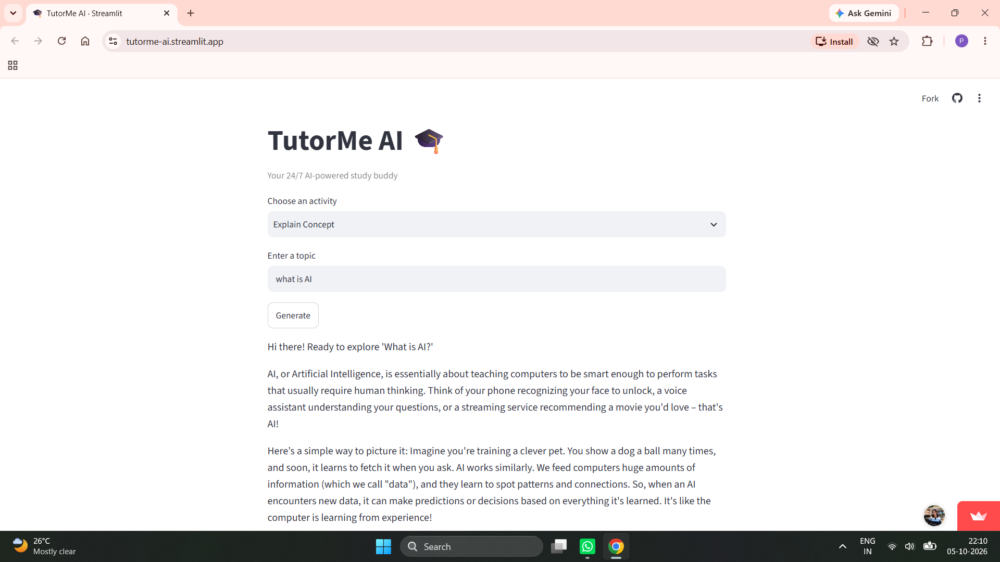 TutorMe AI · Streamlit
Ask Gemini
tutorme-ai.streamlit.app
Install
P
Fork
TutorMe AI
Your 24/7 AI-powered study buddy
Choose an activity
Explain Concept
Enter a topic
what is AI
Generate
Hi there! Ready to explore 'What is AI?'
AI, or Artificial Intelligence, is essentially about teaching computers to be smart enough to perform tasks
that usually require human thinking. Think of your phone recognizing your face to unlock, a voice
assistant understanding your questions, or a streaming service recommending a movie you'd love – that's
AI!
Here’s a simple way to picture it: Imagine you're training a clever pet. You show a dog a ball many times,
and soon, it learns to fetch it when you ask. AI works similarly. We feed computers huge amounts of
information (which we call "data"), and they learn to spot patterns and connections. So, when an AI
encounters new data, it can make predictions or decisions based on everything it's learned. It's like the
computer is learning from experience!
26°C
Mostly clear
Search
ENG
IN
22:10
05-10-2026